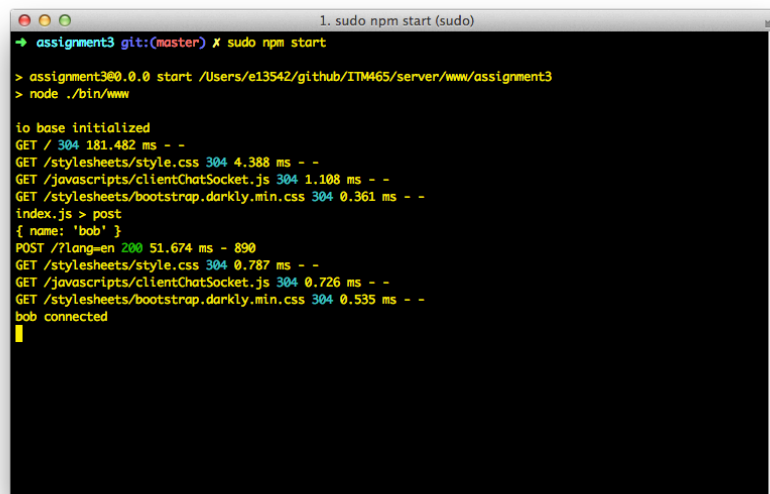 1. sudo npm start (sudo)
➜ assignment3 git:(master) ✗ sudo npm start
> assignment3@0.0.0 start /Users/e13542/github/ITM465/server/www/assignment3
> node ./bin/www
io base initialized
GET / 304 181.482 ms - -
GET /stylesheets/style.css 304 4.388 ms - -
GET /javascripts/clientChatSocket.js 304 1.108 ms - -
GET /stylesheets/bootstrap.darkly.min.css 304 0.361 ms - -
index.js > post
{ name: 'bob' }
POST /?lang=en 200 51.674 ms - 890
GET /stylesheets/style.css 304 0.787 ms - -
GET /javascripts/clientChatSocket.js 304 0.726 ms - -
GET /stylesheets/bootstrap.darkly.min.css 304 0.535 ms - -
bob connected